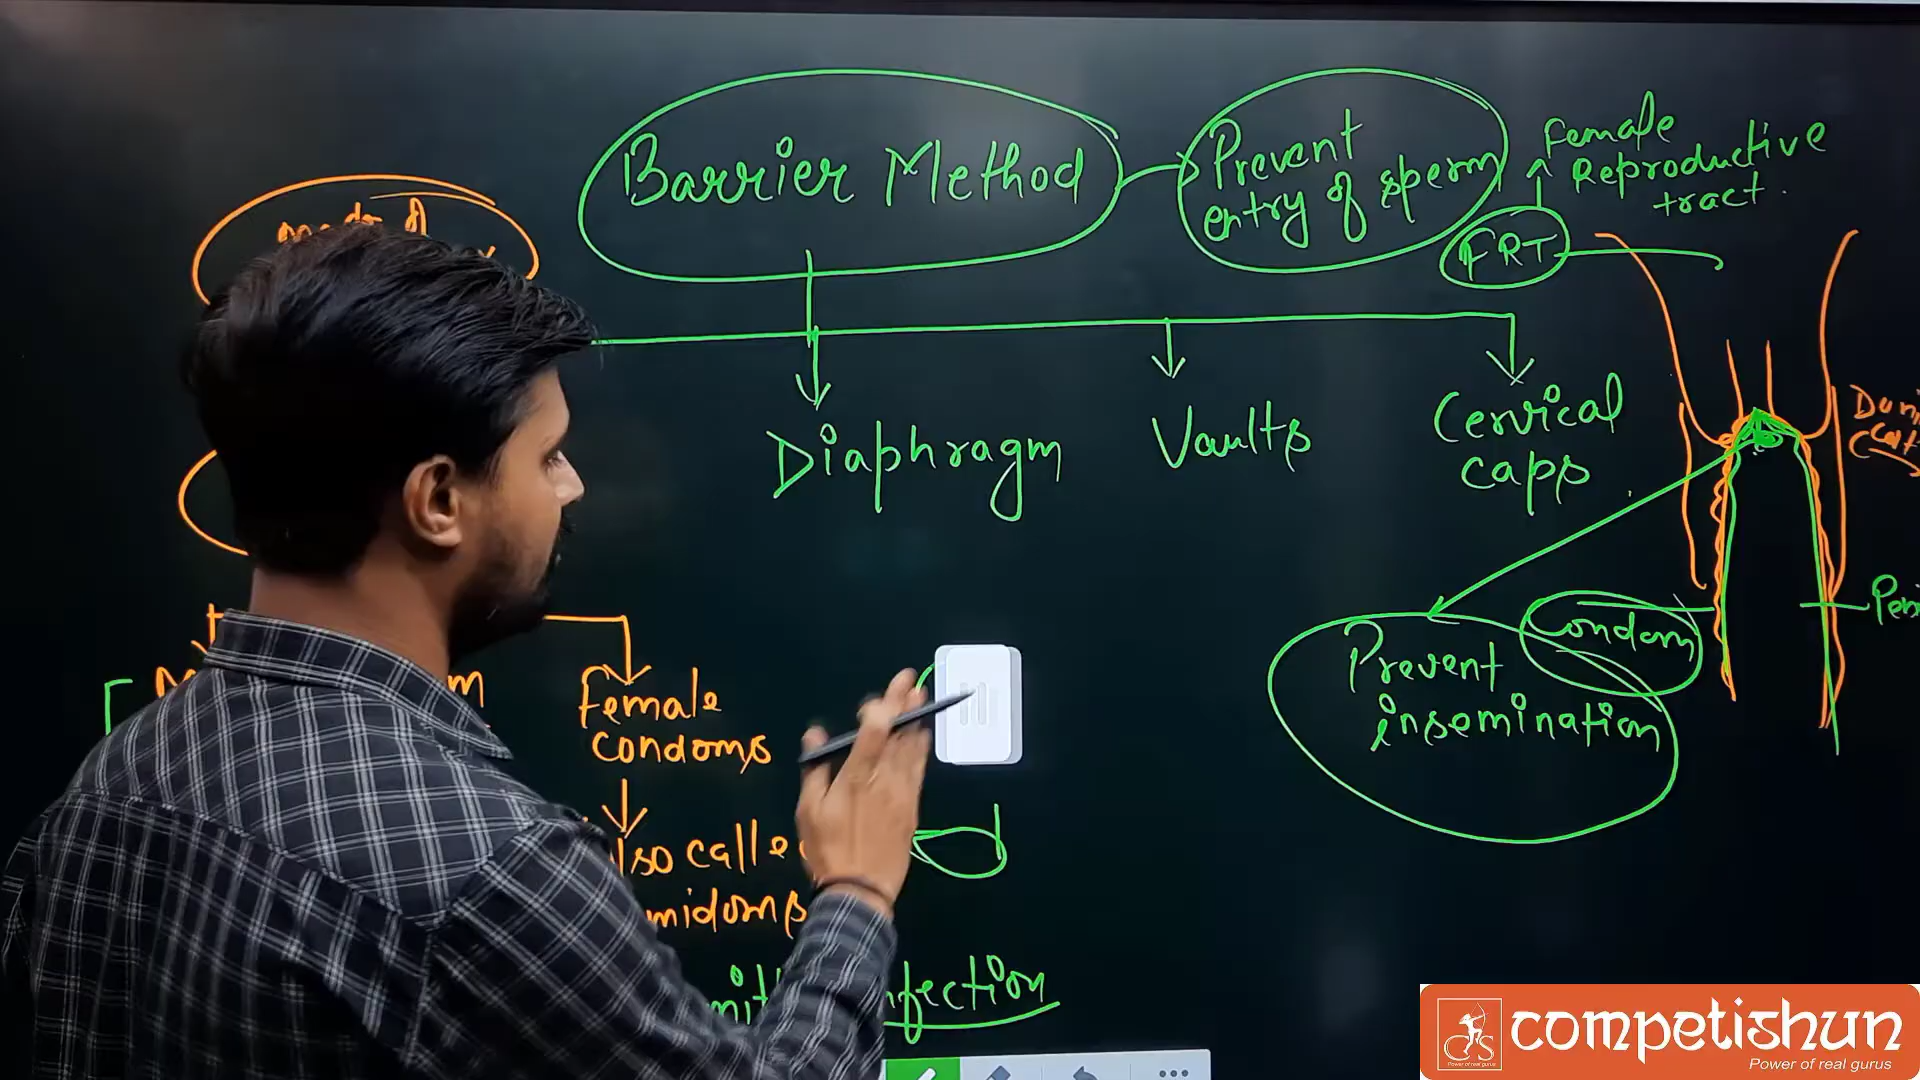 Barrier Method
Prevent
entry of sperm
Female
Reproductive
tract.
FRT
Diaphragm
Vaults
Cervical
caps
Condom
Prevent
insemination
Female
condoms
infection
competishun
Power of real gurus